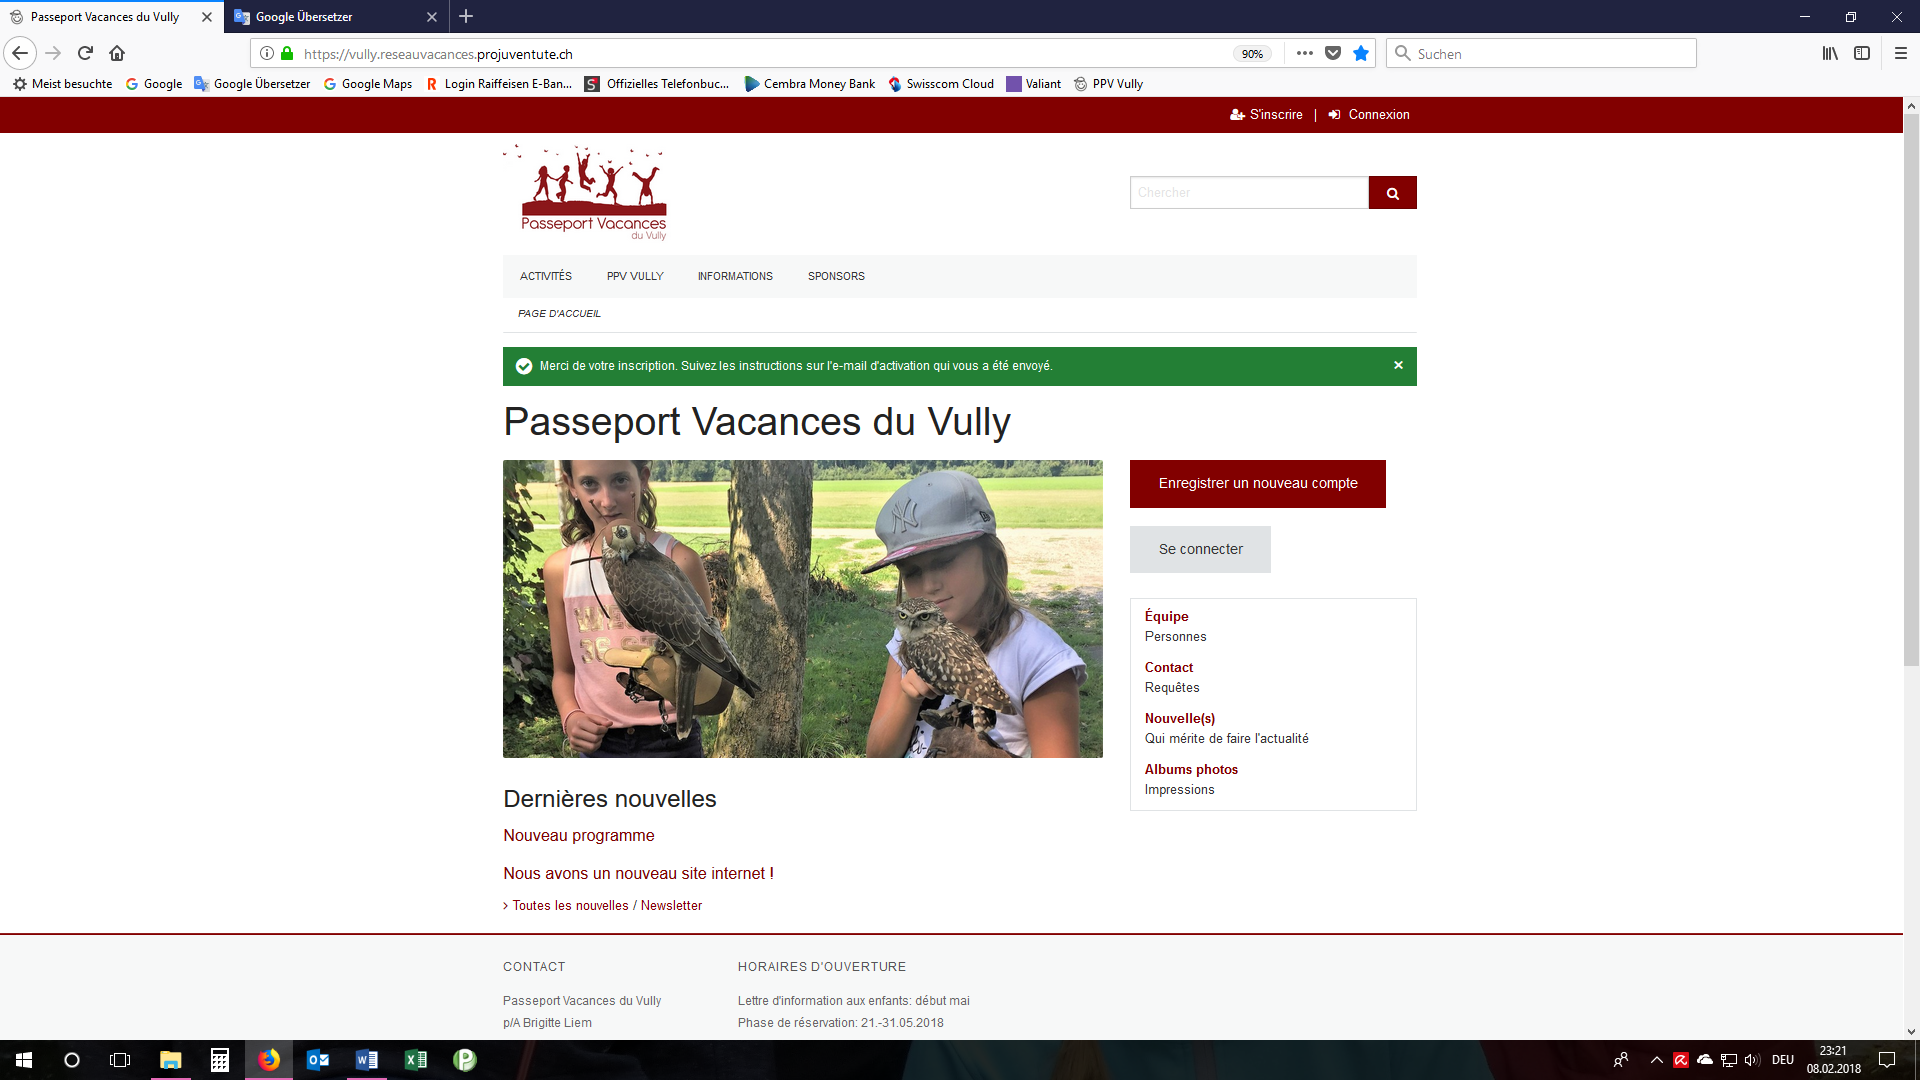 Passeport Vacances du Vully
Google Übersetzer
https://vully.reseauvacances.projuventute.ch
90%
Suchen
Meist besuchte
Google
Google Übersetzer
Google Maps
Login Raiffeisen E-Ban...
Offizielles Telefonbuc...
Cembra Money Bank
Swisscom Cloud
Valiant
PPV Vully
S'inscrire | Connexion
Passeport Vacances
du Vully
Chercher
ACTIVITÉS
PPV VULLY
INFORMATIONS
SPONSORS
PAGE D'ACCUEIL
Merci de votre inscription. Suivez les instructions sur l'e-mail d'activation qui vous a été envoyé.
Passeport Vacances du Vully
Enregistrer un nouveau compte
Se connecter
Équipe
Personnes
Contact
Requêtes
Nouvelle(s)
Qui mérite de faire l'actualité
Albums photos
Impressions
Dernières nouvelles
Nouveau programme
Nous avons un nouveau site internet !
Toutes les nouvelles / Newsletter
CONTACT
Passeport Vacances du Vully
p/A Brigitte Liem
HORAIRES D'OUVERTURE
Lettre d'information aux enfants: début mai
Phase de réservation: 21.-31.05.2018
DEU
23:21
08.02.2018